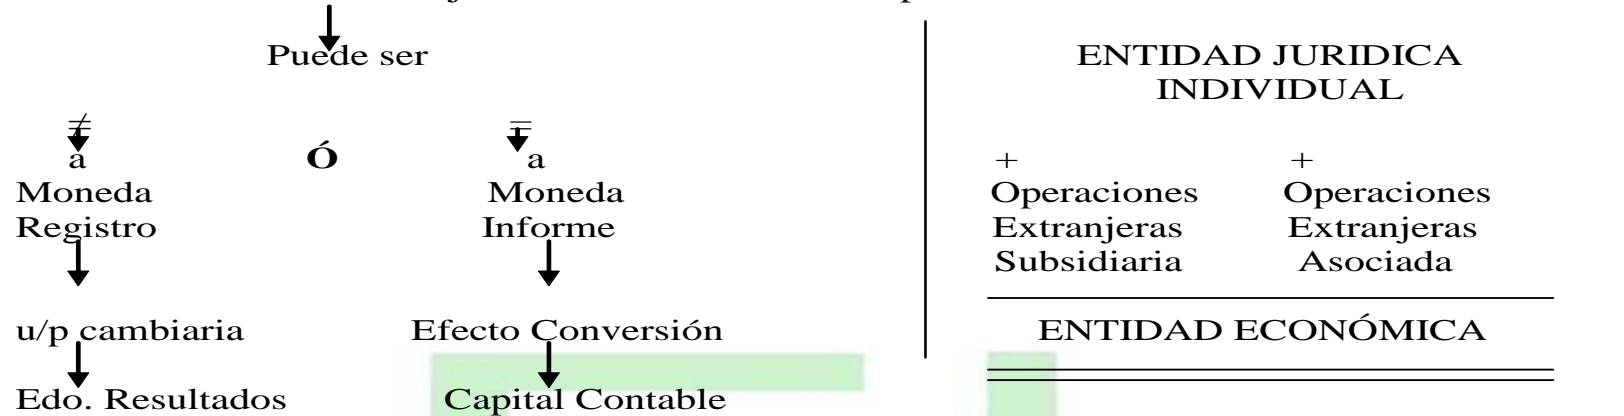 Puede ser
≠ =
a Ó a
Moneda Moneda
Registro Informe
u/p cambiaria Efecto Conversión
Edo. Resultados Capital Contable
ENTIDAD JURIDICA
INDIVIDUAL
+ +
Operaciones Operaciones
Extranjeras Extranjeras
Subsidiaria Asociada
ENTIDAD ECONÓMICA